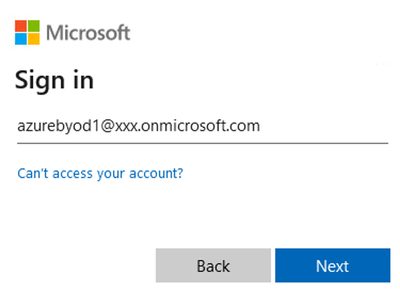 Microsoft
Sign in
azurebyod1@xxx.onmicrosoft.com
Can't access your account?
Back
Next